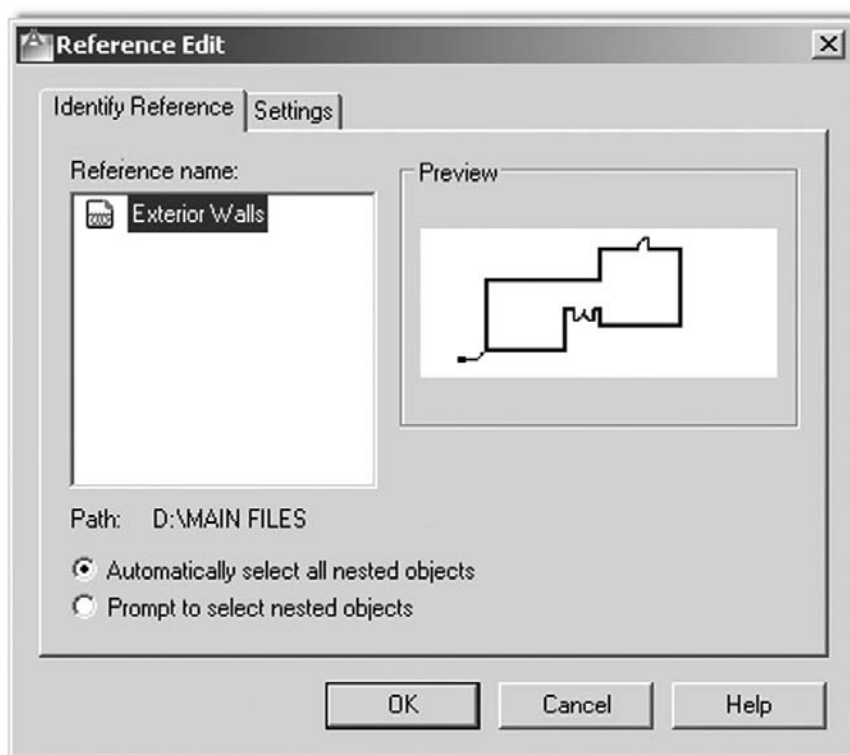 Reference Edit
Identify Reference
Settings
Reference name:
Exterior Walls
Preview
Path: D:\MAIN FILES
Automatically select all nested objects
Prompt to select nested objects
OK
Cancel
Help